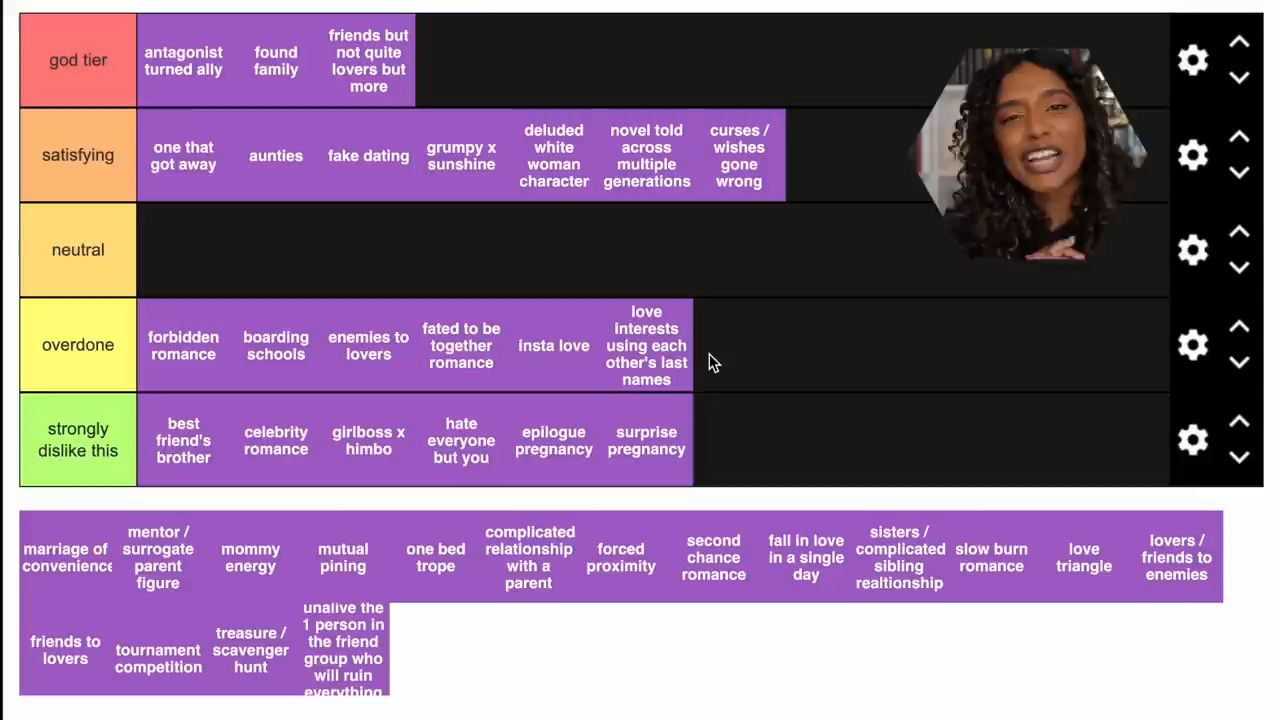 god tier
antagonist
turned ally
found
family
friends but
not quite
lovers but
more
satisfying
one that
got away
aunties
fake dating
grumpy x
sunshine
deluded
white
woman
character
novel told
across
multiple
generations
curses /
wishes
gone
wrong
neutral
overdone
forbidden
romance
boarding
schools
enemies to
lovers
fated to be
together
romance
insta love
love
interests
using each
other's last
names
strongly
dislike this
best
friend's
brother
celebrity
romance
girlboss x
himbo
hate
everyone
but you
epilogue
pregnancy
surprise
pregnancy
marriage of
convenience
mentor /
surrogate
parent
figure
mommy
energy
mutual
pining
one bed
trope
complicated
relationship
with a
parent
forced
proximity
second
chance
romance
fall in love
in a single
day
sisters /
complicated
sibling
realtionship
slow burn
romance
love
triangle
lovers /
friends to
enemies
friends to
lovers
tournament
competition
treasure /
scavenger
hunt
unalive the
1 person in
the friend
group who
will ruin
everything